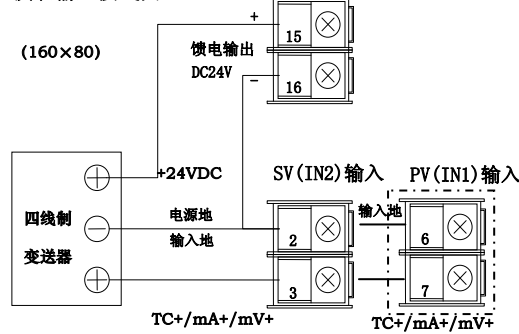 +
15
(160×80)
馈电输出
DC24V
−
16
+24VDC
SV(IN2)输入
PV(IN1)输入
四线制
变送器
电源地
输入地
输入地
2
6
3
7
TC+/mA+/mV+
TC+/mA+/mV+